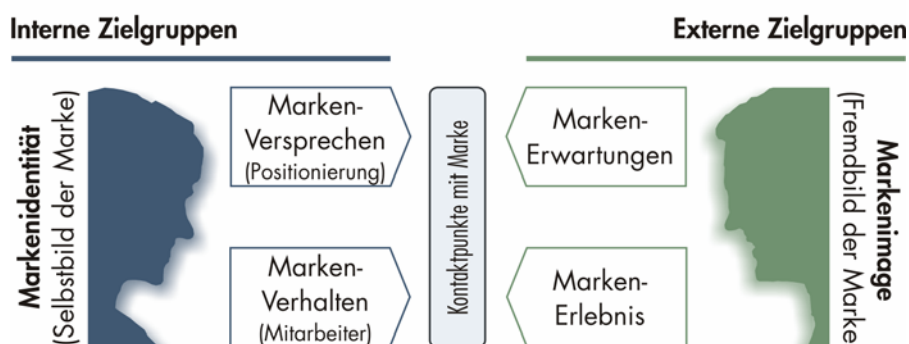 Interne Zielgruppen
Externe Zielgruppen
Markenidentität
(Selbstbild der Marke)
Marken-
Versprechen
(Positionierung)
Marken-
Verhalten
(Mitarbeiter)
Kontaktpunkte mit Marke
Marken-
Erwartungen
Marken-
Erlebnis
Markenimage
(Fremdbild der Marke